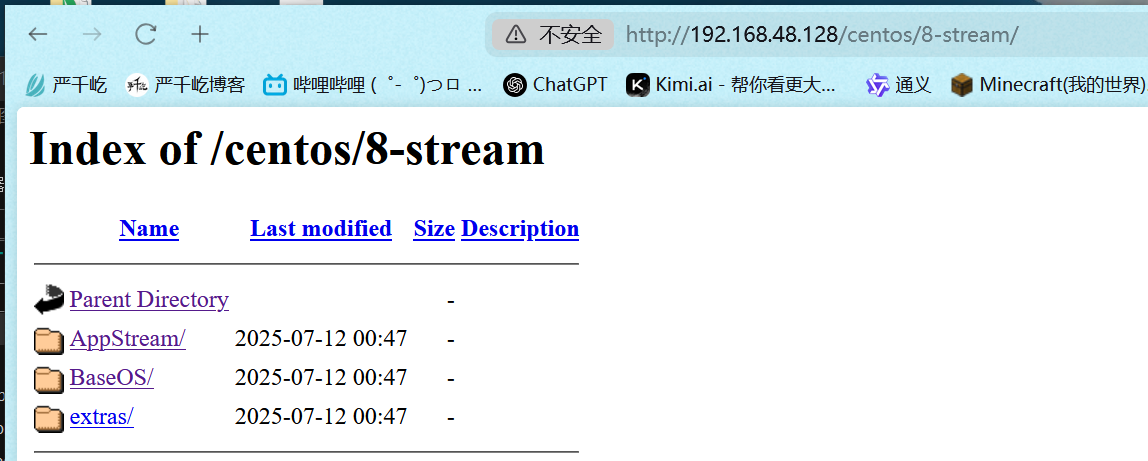 不安全 http://192.168.48.128/centos/8-stream/
严千屹 严千屹博客 哔哩哔哩 ( ゜- ゜)つロ ... ChatGPT Kimi.ai - 帮你看更大... 通义 Minecraft(我的世界)
Index of /centos/8-stream
Name Last modified Size Description
Parent Directory -
AppStream/ 2025-07-12 00:47 -
BaseOS/ 2025-07-12 00:47 -
extras/ 2025-07-12 00:47 -